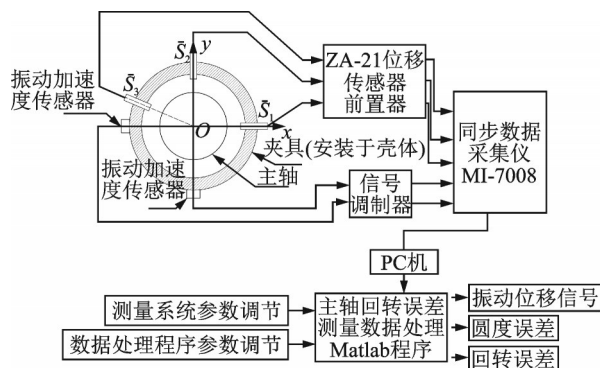 y
S̄₂
ZA-21位移
传感器
前置器
振动加速
度传感器
S̄₃
S̄₁
O
x
夹具(安装于壳体)
主轴
振动加速
度传感器
信号
调制器
同步数据
采集仪
MI-7008
PC机
测量系统参数调节
数据处理程序参数调节
主轴回转误差
测量数据处理
Matlab程序
振动位移信号
圆度误差
回转误差